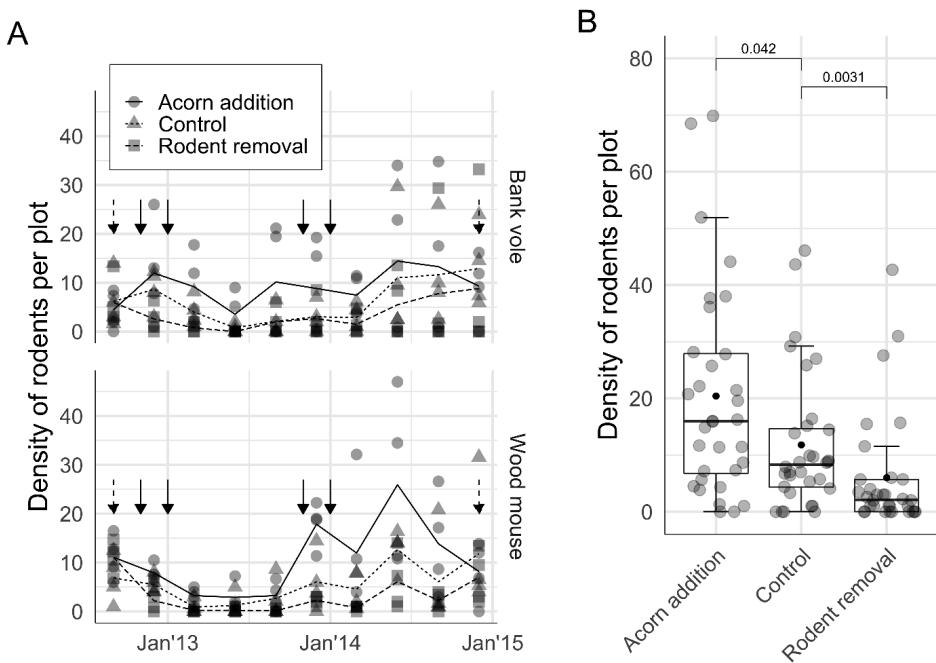 A
Density of rodents per plot
Acorn addition
Control
Rodent removal
40
30
20
10
0
Bank vole
40
30
20
10
0
Wood mouse
Jan'13
Jan'14
Jan'15
B
Density of rodents per plot
80
60
40
20
0
0.042
0.0031
Acorn addition
Control
Rodent removal